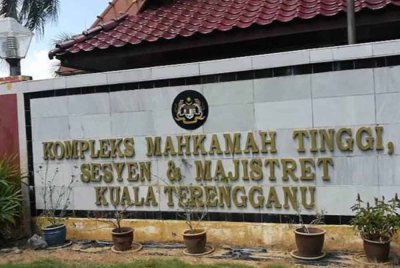 KOMPLEKS MAHKAMAH TINGGI,
SESYEN & MAJISTRET
KUALA TERENGGANU